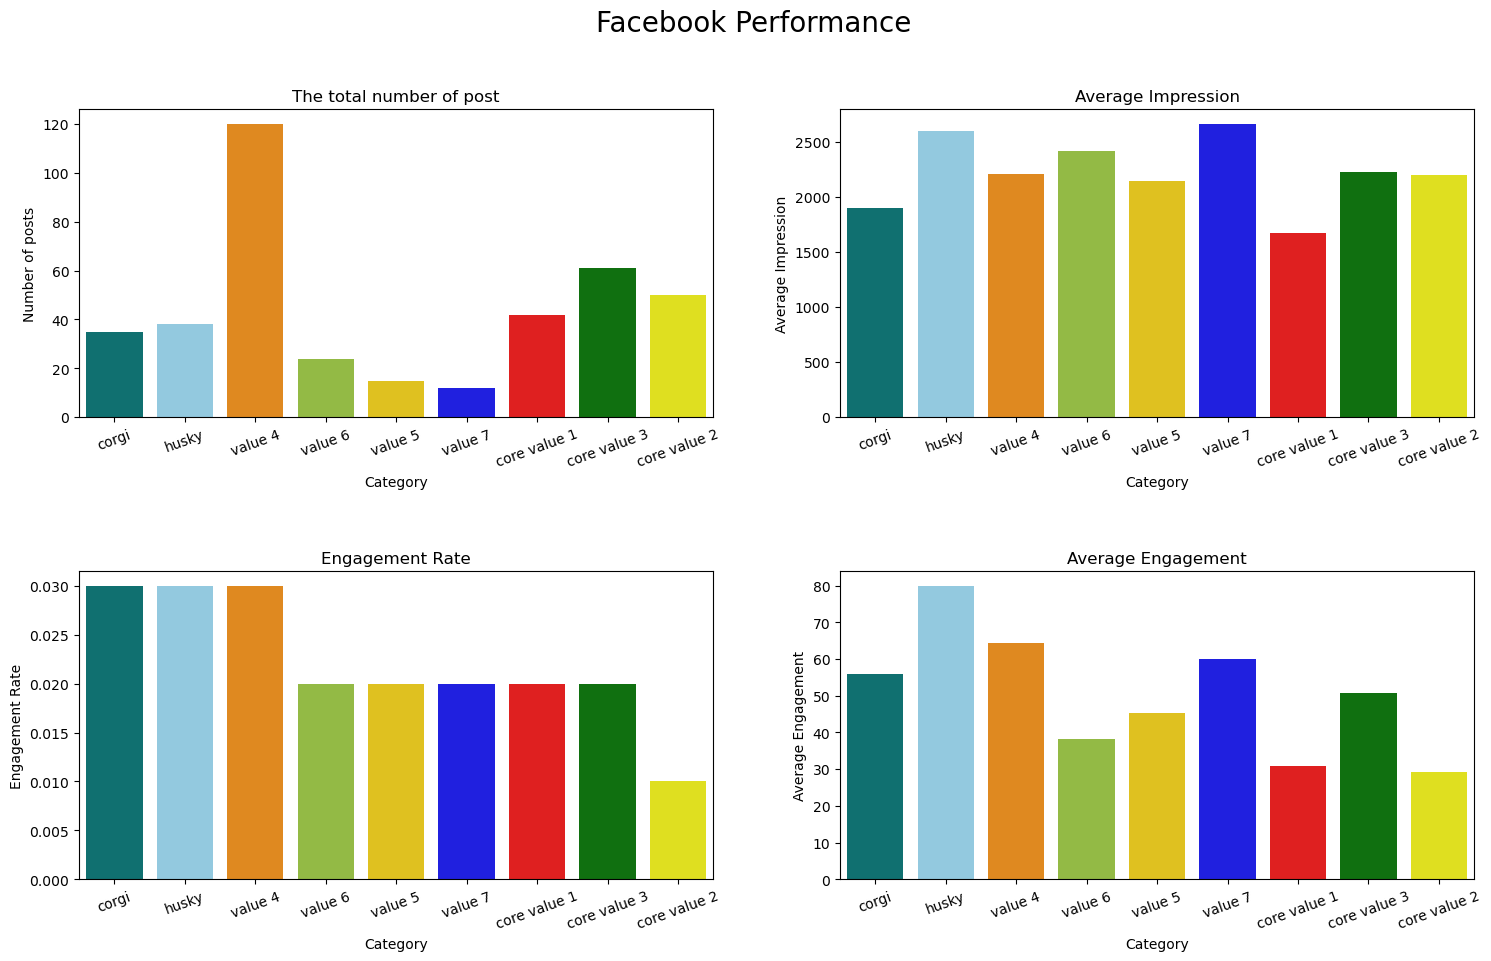 Facebook Performance
The total number of post
Number of posts
120
100
80
60
40
20
0
corgi
husky
value 4
value 6
value 5
value 7
core value 1
core value 3
core value 2
Category
Average Impression
Average Impression
2500
2000
1500
1000
500
0
corgi
husky
value 4
value 6
value 5
value 7
core value 1
core value 3
core value 2
Category
Engagement Rate
Engagement Rate
0.030
0.025
0.020
0.015
0.010
0.005
0.000
corgi
husky
value 4
value 6
value 5
value 7
core value 1
core value 3
core value 2
Category
Average Engagement
Average Engagement
80
70
60
50
40
30
20
10
0
corgi
husky
value 4
value 6
value 5
value 7
core value 1
core value 3
core value 2
Category